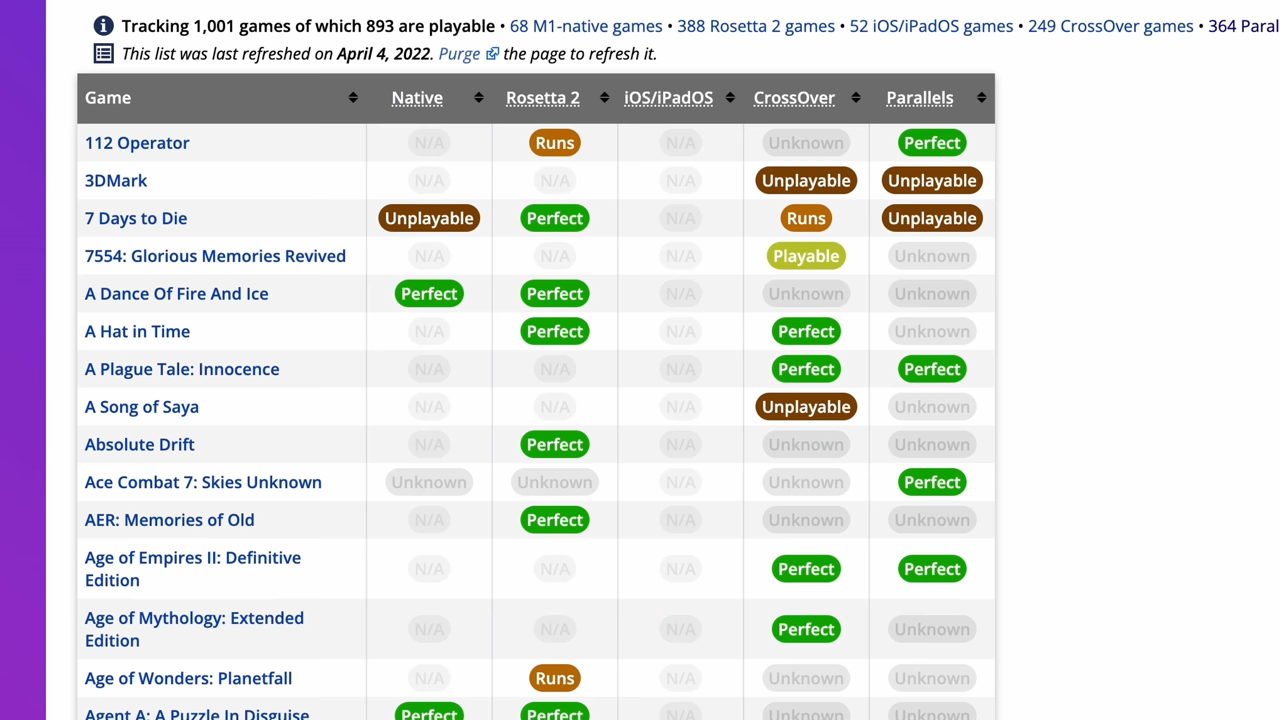 Tracking 1,001 games of which 893 are playable • 68 M1-native games • 388 Rosetta 2 games • 52 iOS/iPadOS games • 249 CrossOver games • 364 Paral
This list was last refreshed on April 4, 2022. Purge the page to refresh it.
Game Native Rosetta 2 iOS/iPadOS CrossOver Parallels
112 Operator N/A Runs N/A Unknown Perfect
3DMark N/A N/A N/A Unplayable Unplayable
7 Days to Die Unplayable Perfect N/A Runs Unplayable
7554: Glorious Memories Revived N/A N/A N/A Playable Unknown
A Dance Of Fire And Ice Perfect Perfect N/A Unknown Unknown
A Hat in Time N/A Perfect N/A Perfect Unknown
A Plague Tale: Innocence N/A N/A N/A Perfect Perfect
A Song of Saya N/A N/A N/A Unplayable Unknown
Absolute Drift N/A Perfect N/A Unknown Unknown
Ace Combat 7: Skies Unknown Unknown Unknown N/A Unknown Perfect
AER: Memories of Old N/A Perfect N/A Unknown Unknown
Age of Empires II: Definitive
Edition N/A N/A N/A Perfect Perfect
Age of Mythology: Extended
Edition N/A N/A N/A Perfect Unknown
Age of Wonders: Planetfall N/A Runs N/A Unknown Unknown
Agent A: A Puzzle In Disguise Perfect Perfect